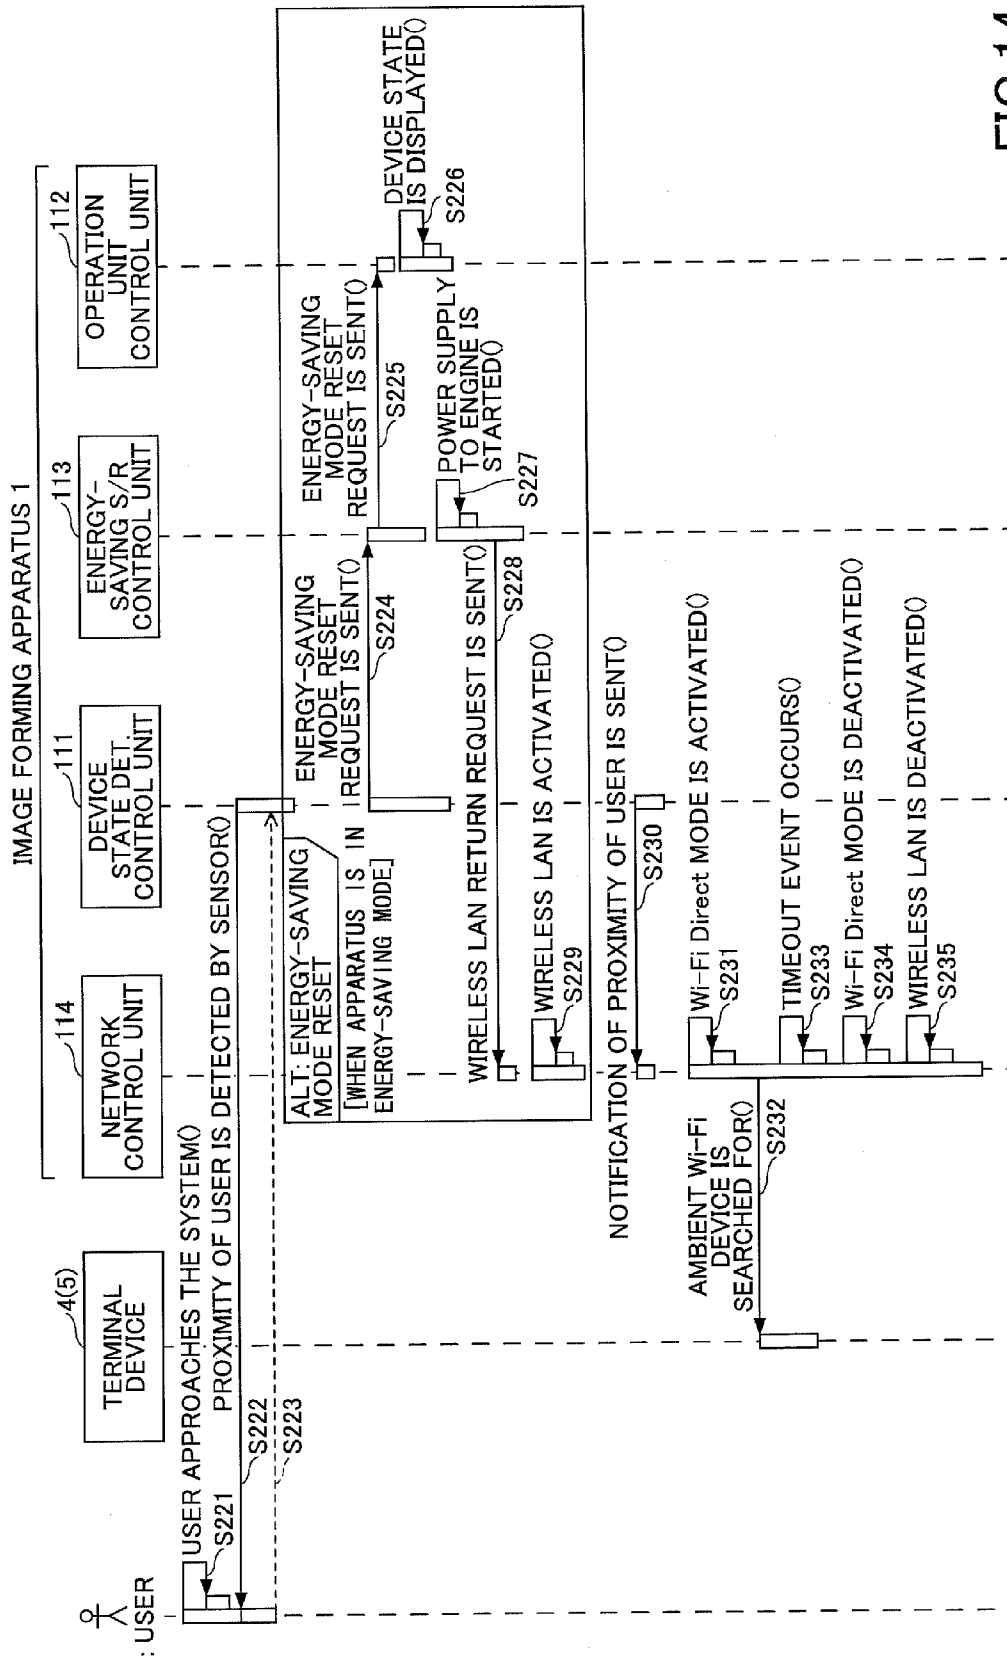 IMAGE FORMING APPARATUS 1
: USER
4(5)
TERMINAL
DEVICE
114
NETWORK
CONTROL UNIT
111
DEVICE
STATE DET.
CONTROL UNIT
113
ENERGY-
SAVING S/R
CONTROL UNIT
112
OPERATION
UNIT
CONTROL UNIT
USER APPROACHES THE SYSTEM()
S221
PROXIMITY OF USER IS DETECTED BY SENSOR()
S222
S223
ALT: ENERGY-SAVING
MODE RESET
[WHEN APPARATUS IS IN
ENERGY-SAVING MODE]
ENERGY-SAVING
MODE RESET
REQUEST IS SENT()
S224
ENERGY-SAVING
MODE RESET
REQUEST IS SENT()
S225
DEVICE STATE
IS DISPLAYED()
S226
POWER SUPPLY
TO ENGINE IS
STARTED()
S227
WIRELESS LAN RETURN REQUEST IS SENT()
S228
WIRELESS LAN IS ACTIVATED()
S229
NOTIFICATION OF PROXIMITY OF USER IS SENT()
S230
Wi-Fi Direct MODE IS ACTIVATED()
S231
AMBIENT Wi-Fi
DEVICE IS
SEARCHED FOR()
S232
TIMEOUT EVENT OCCURS()
S233
Wi-Fi Direct MODE IS DEACTIVATED()
S234
WIRELESS LAN IS DEACTIVATED()
S235
FIG.14